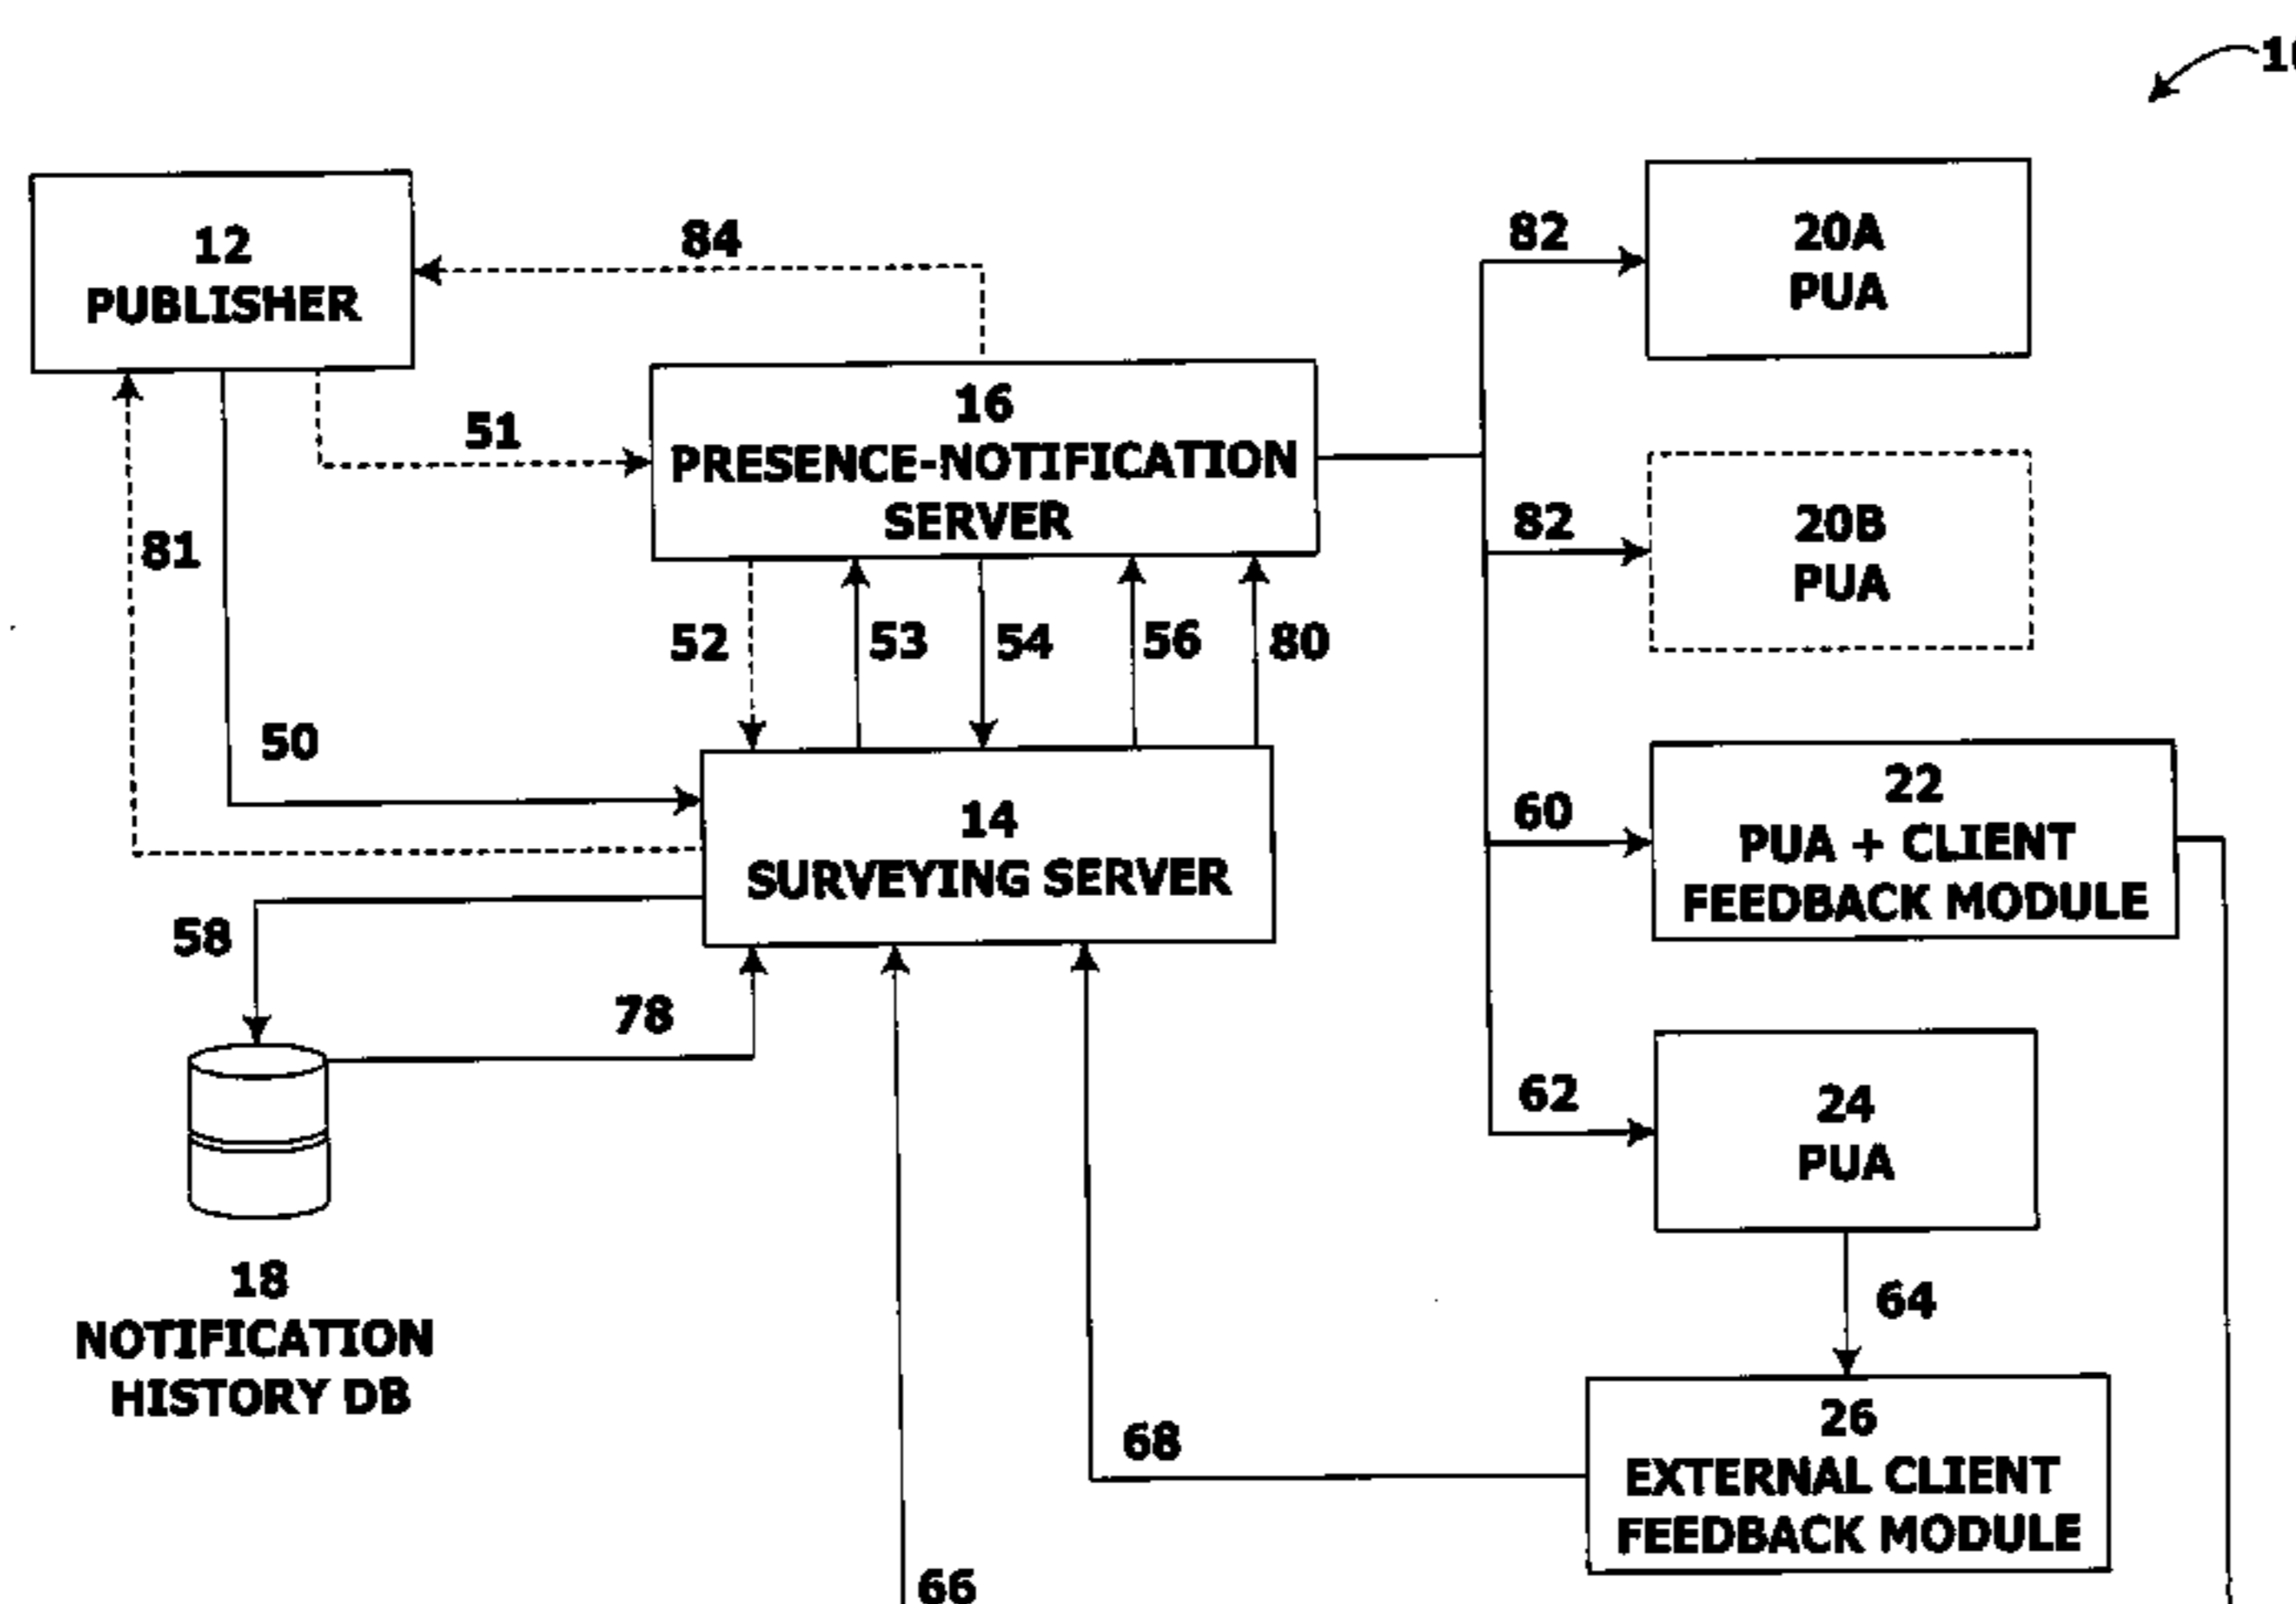 12
PUBLISHER
84
51
81
50
16
PRESENCE-NOTIFICATION
SERVER
52
53
54
56
80
14
SURVEYING SERVER
58
78
18
NOTIFICATION
HISTORY DB
82
20A
PUA
82
20B
PUA
60
22
PUA + CLIENT
FEEDBACK MODULE
62
24
PUA
64
26
EXTERNAL CLIENT
FEEDBACK MODULE
68
66